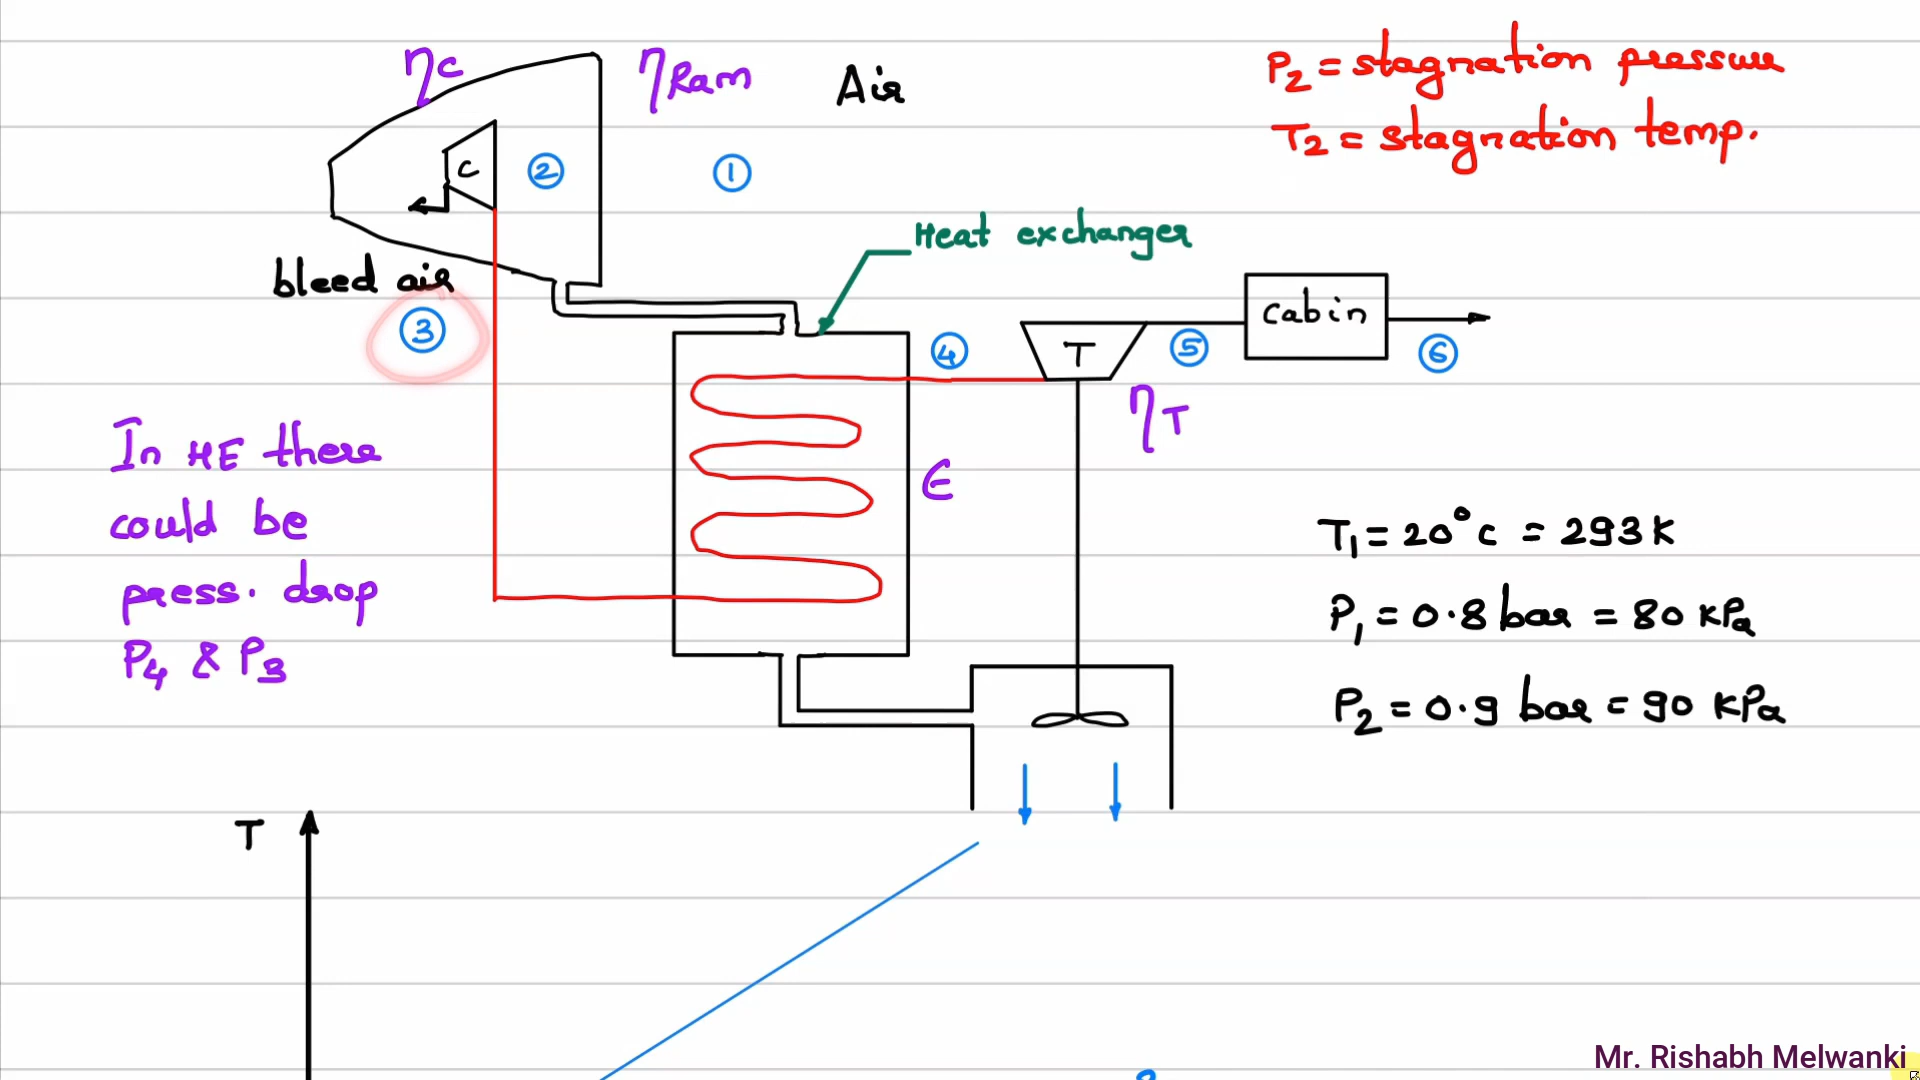 ηc
ηRam
Air
P2 = stagnation pressure
T2 = stagnation temp.
C
②
①
bleed air
③
Heat exchanger
④
T
⑤
cabin
⑥
ηT
ϵ
In HE there
could be
press. drop
P4 & P3
T1 = 20°c = 293K
P1 = 0.8 bar = 80 kPa
P2 = 0.9 bar = 90 kPa
T
Mr. Rishabh Melwanki